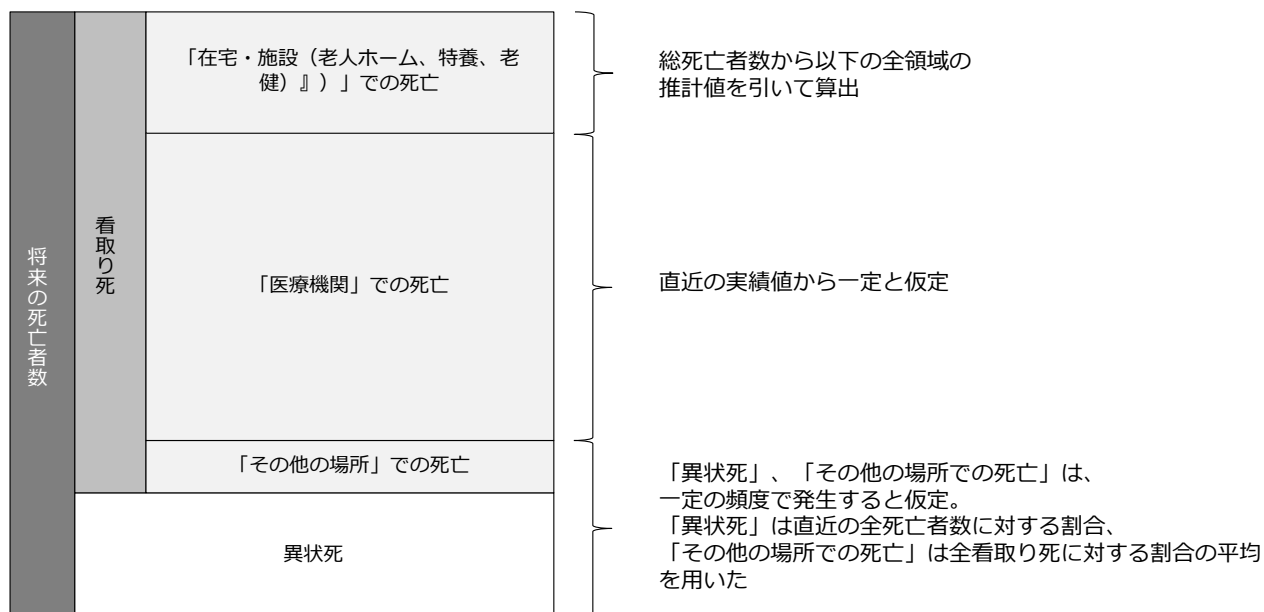 将来の死亡者数
看取り死
「在宅・施設（老人ホーム、特養、老
健）』）」での死亡
総死亡者数から以下の全領域の
推計値を引いて算出
「医療機関」での死亡
直近の実績値から一定と仮定
「その他の場所」での死亡
異状死
「異状死」、「その他の場所での死亡」は、
一定の頻度で発生すると仮定。
「異状死」は直近の全死亡者数に対する割合、
「その他の場所での死亡」は全看取り死に対する割合の平均
を用いた